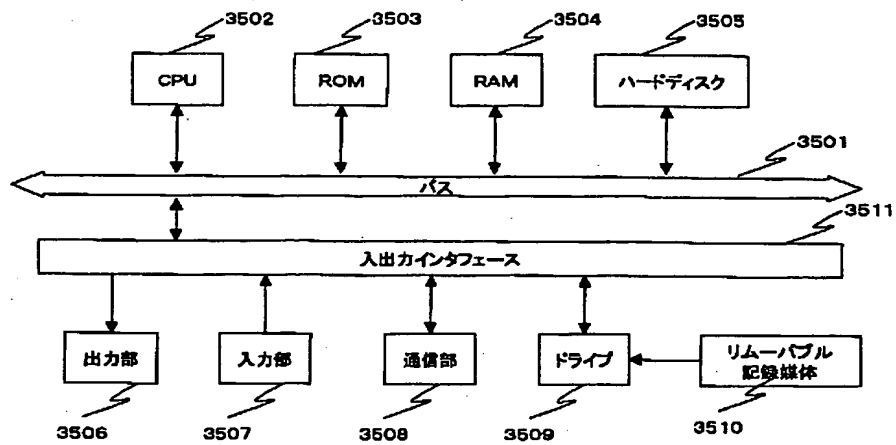 3502
3503
3504
3505
CPU
ROM
RAM
ハードディスク
3501
バス
3511
入出力インタフェース
出力部
入力部
通信部
ドライブ
リムーバブル
記録媒体
3506
3507
3508
3509
3510